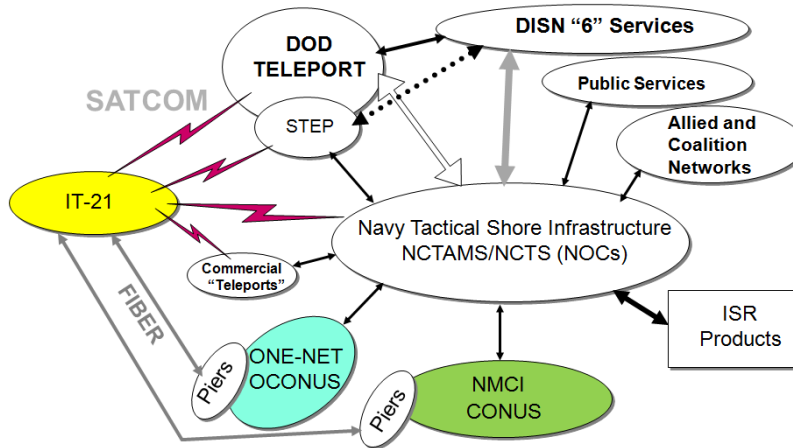 DOD
TELEPORT
DISN “6” Services
SATCOM
STEP
Public Services
Allied and
Coalition
Networks
IT-21
Navy Tactical Shore Infrastructure
NCTAMS/NCTS (NOCs)
Commercial
“Teleports”
FIBER
ISR
Products
Piers
ONE-NET
OCONUS
Piers
NMCI
CONUS